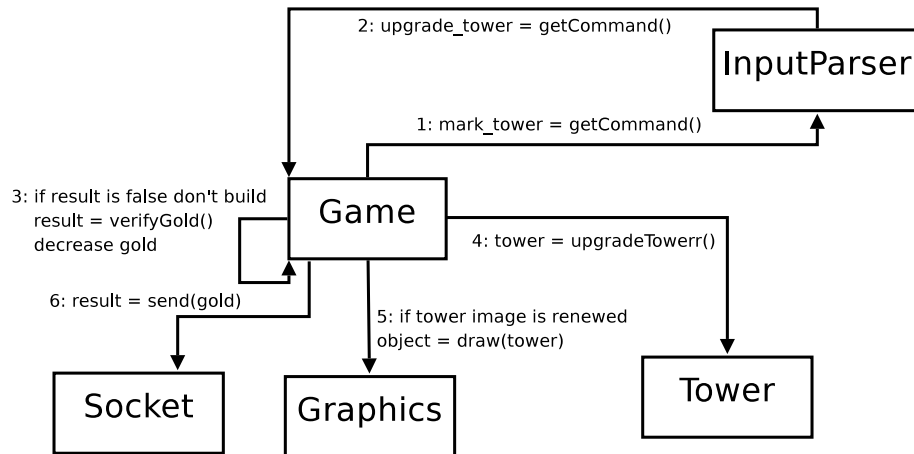 2: upgrade_tower = getCommand()
InputParser
1: mark_tower = getCommand()
3: if result is false don't build
result = verifyGold()
decrease gold
Game
4: tower = upgradeTowerr()
6: result = send(gold)
5: if tower image is renewed
object = draw(tower)
Socket
Graphics
Tower